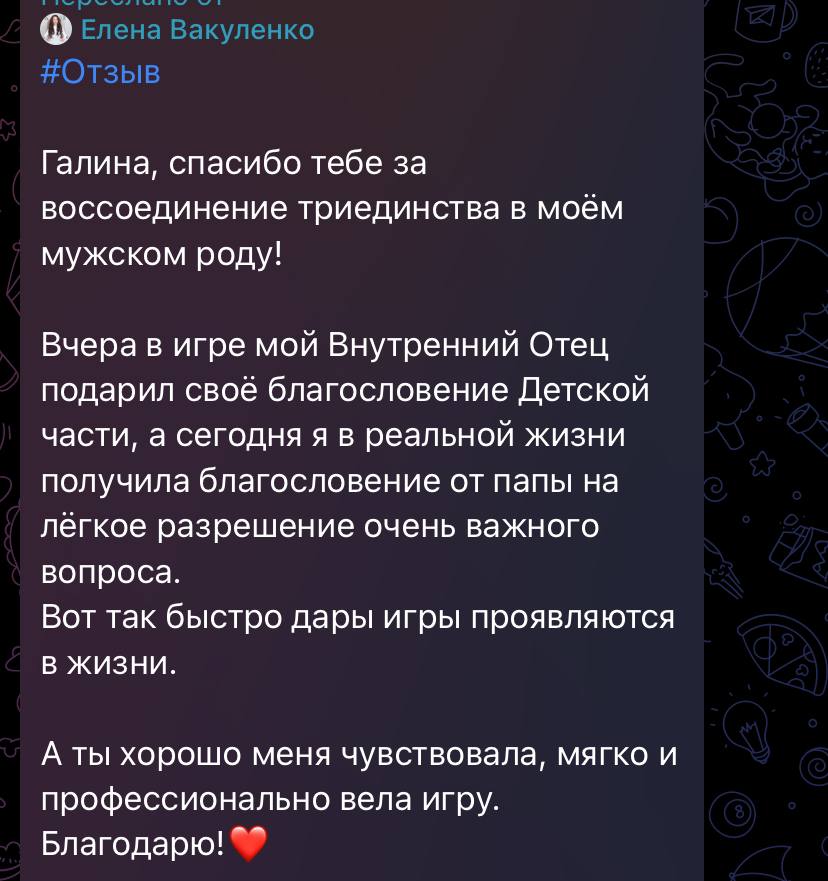 Переслано от
Елена Вакуленко
#Отзыв
Галина, спасибо тебе за
воссоединение триединства в моём
мужском роду!
Вчера в игре мой Внутренний Отец
подарил своё благословение Детской
части, а сегодня я в реальной жизни
получила благословение от папы на
лёгкое разрешение очень важного
вопроса.
Вот так быстро дары игры проявляются
в жизни.
А ты хорошо меня чувствовала, мягко и
профессионально вела игру.
Благодарю!❤️